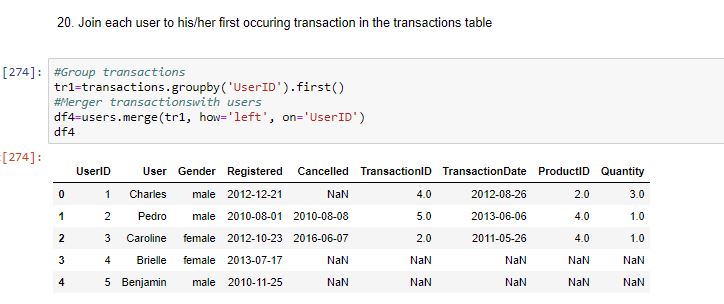 20. Join each user to his/her first occuring transaction in the transactions table
[274]: #Group transactions
tr1=transactions.groupby('UserID').first()
#Merger transactionswith users
df4=users.merge(tr1, how='left', on='UserID')
df4
[274]:
UserID User Gender Registered Cancelled TransactionID TransactionDate ProductID Quantity
0 1 Charles male 2012-12-21 NaN 4.0 2012-08-26 2.0 3.0
1 2 Pedro male 2010-08-01 2010-08-08 5.0 2013-06-06 4.0 1.0
2 3 Caroline female 2012-10-23 2016-06-07 2.0 2011-05-26 4.0 1.0
3 4 Brielle female 2013-07-17 NaN NaN NaN NaN NaN
4 5 Benjamin male 2010-11-25 NaN NaN NaN NaN NaN